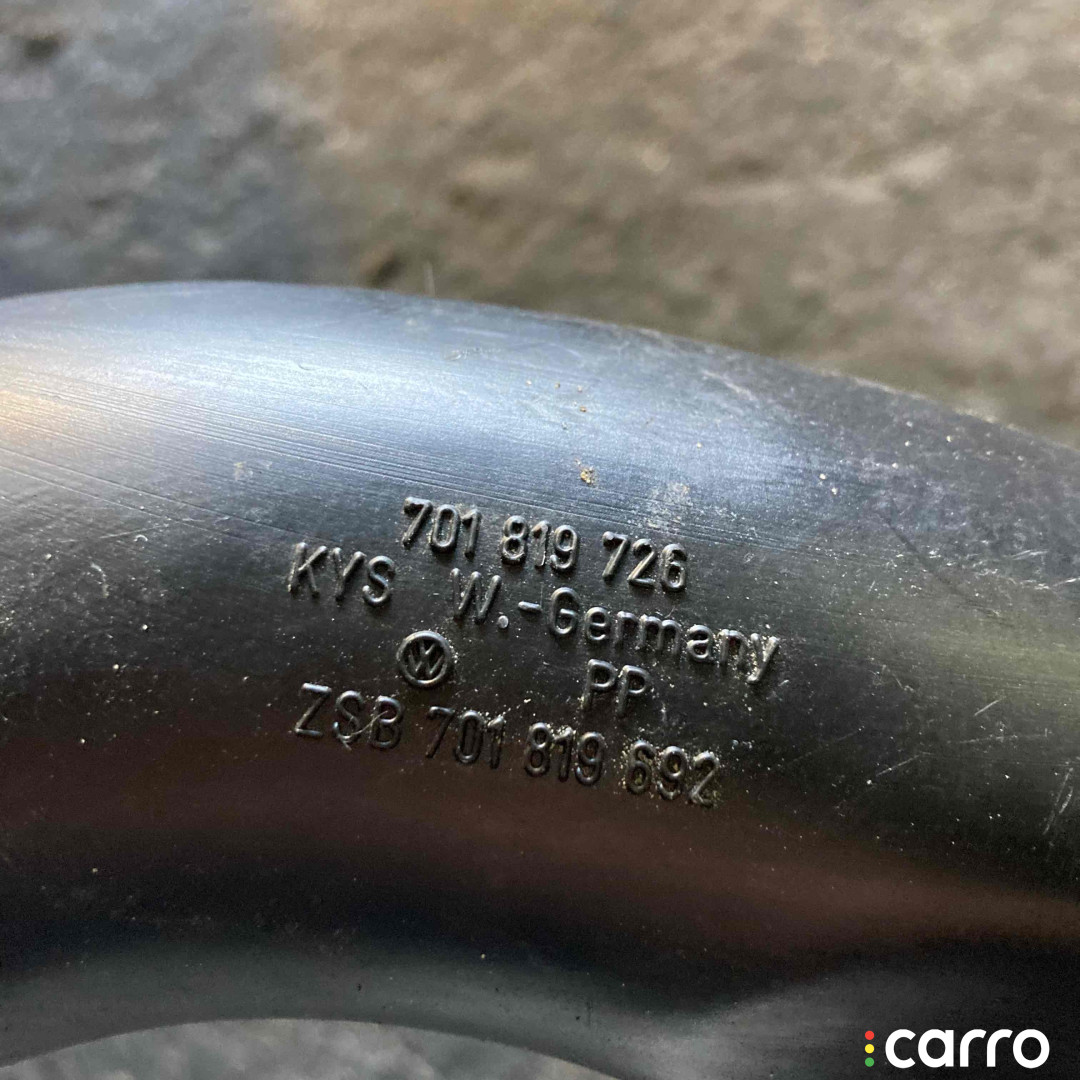 701 819 726
KYS W.-Germany
PP
ZSB 701 819 692
carro